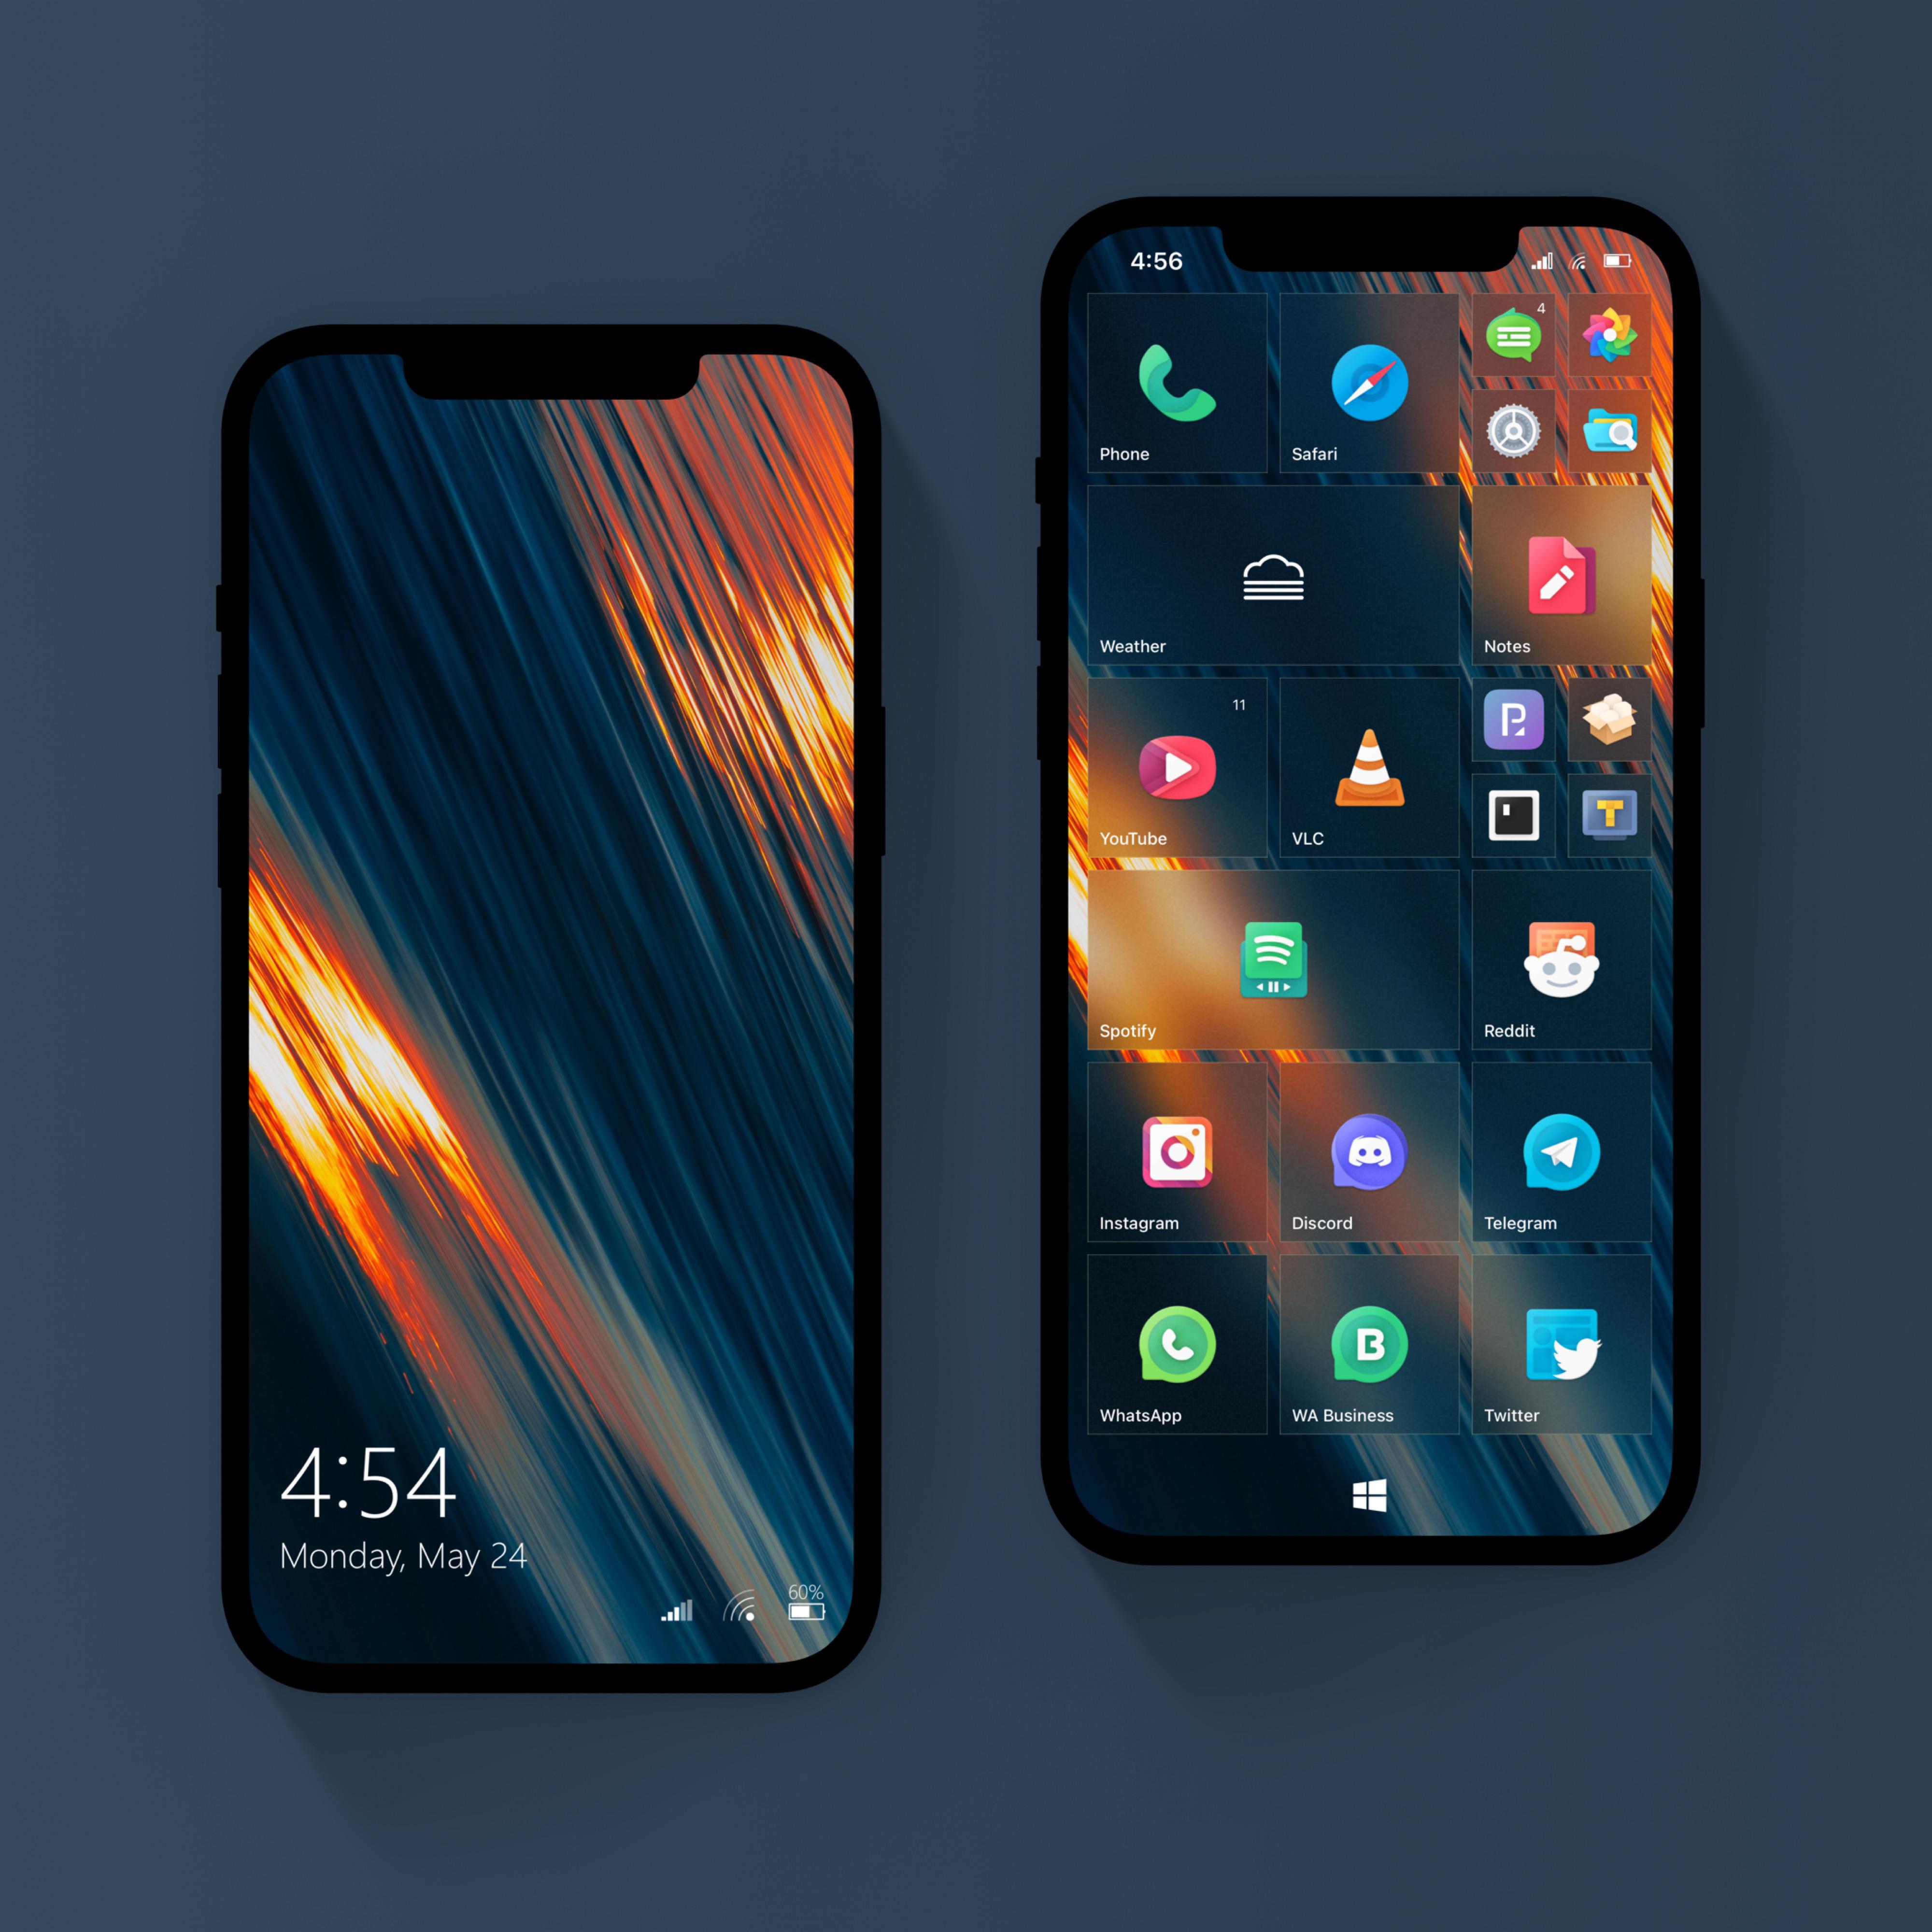 4:54
Monday, May 24
60%
4:56
4
Phone
Safari
Weather
Notes
11
YouTube
VLC
P
T
Spotify
Reddit
Instagram
Discord
Telegram
B
WhatsApp
WA Business
Twitter